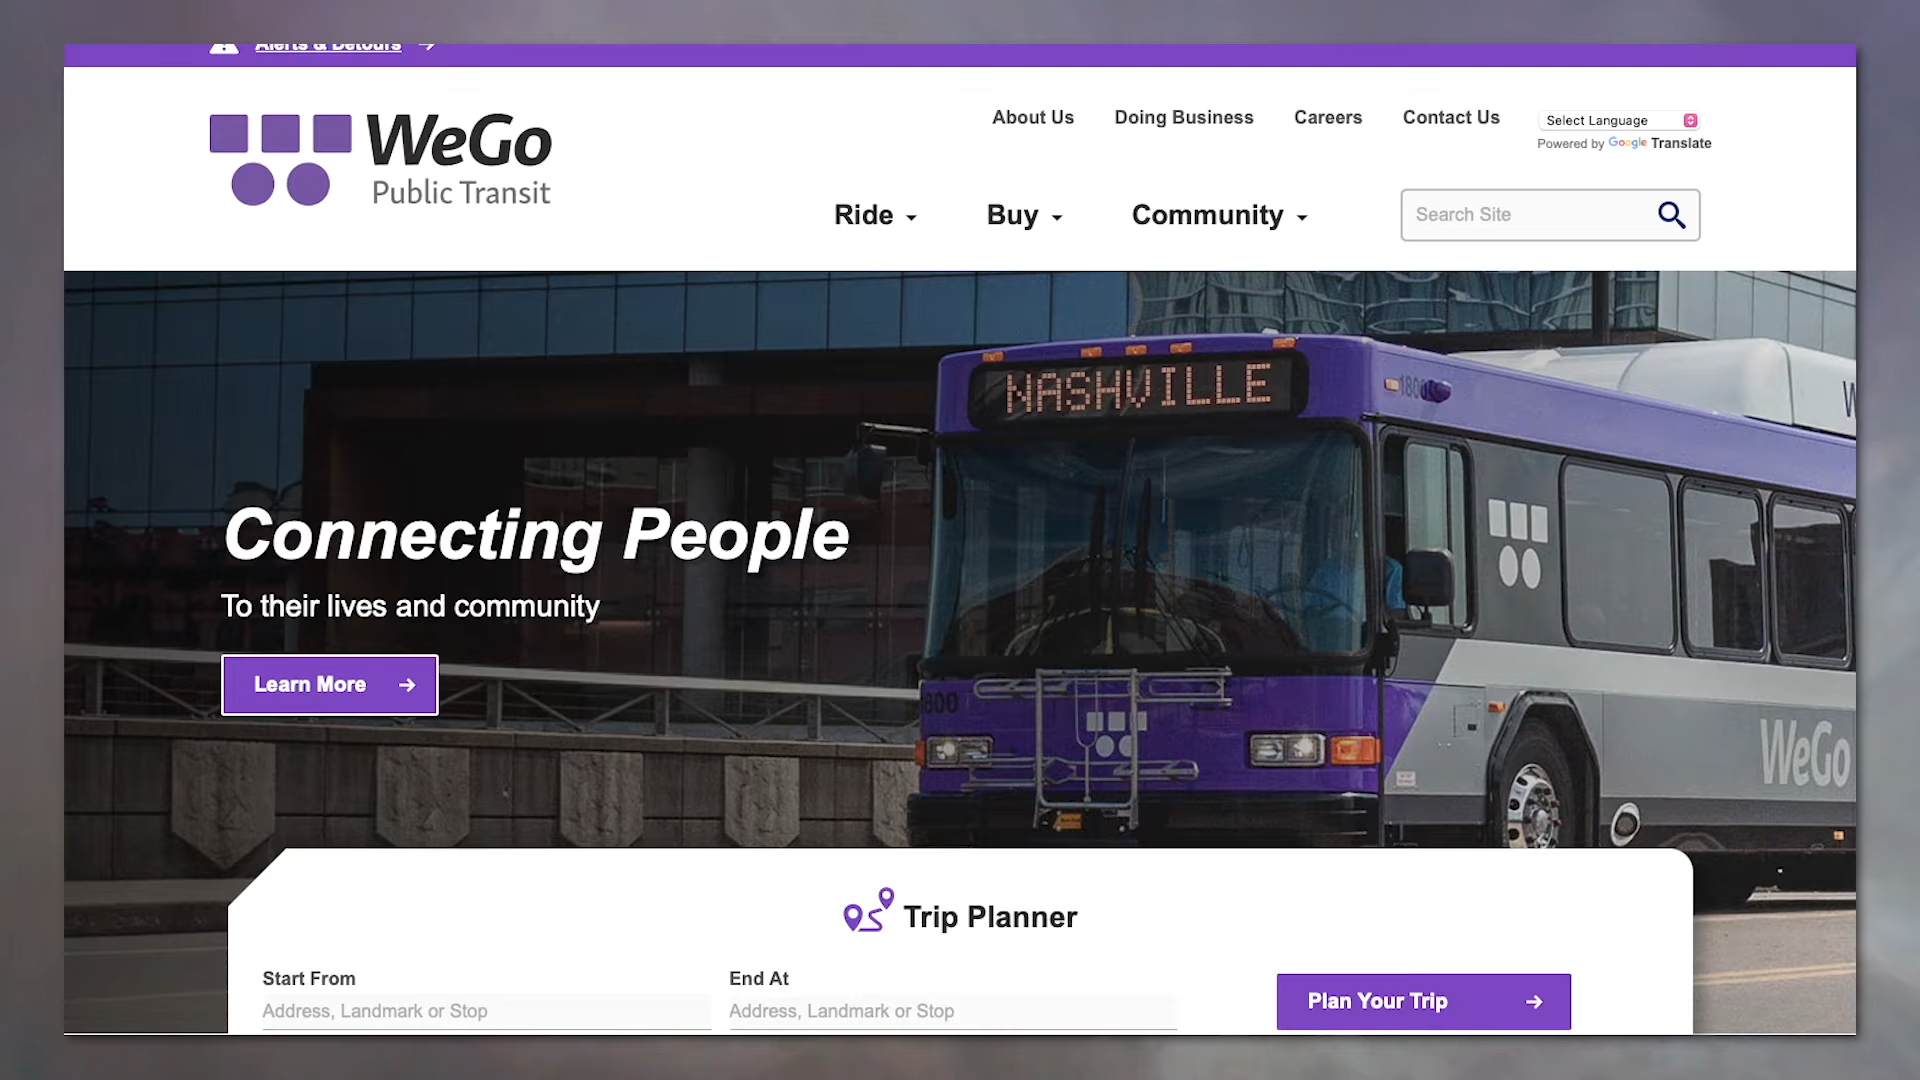 Alerts & Detours
WeGo
Public Transit
About Us
Doing Business
Careers
Contact Us
Select Language
Powered by Google Translate
Ride
Buy
Community
Search Site
NASHVILLE
1800
Connecting People
To their lives and community
Learn More
800
WeGo
Trip Planner
Start From
End At
Address, Landmark or Stop
Address, Landmark or Stop
Plan Your Trip